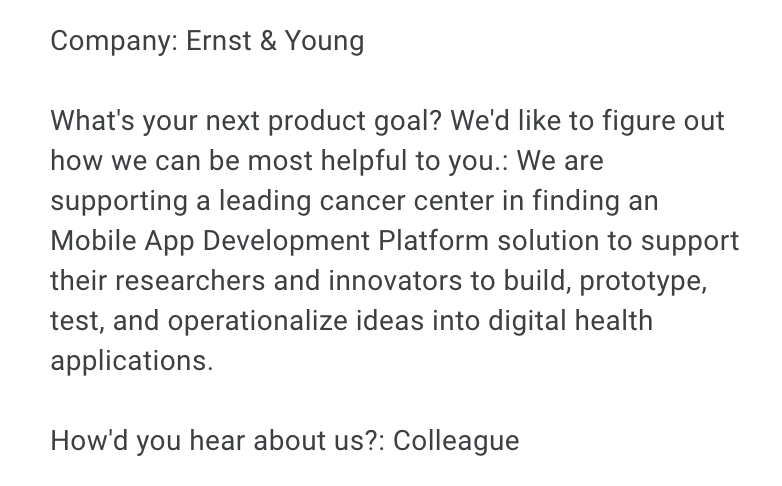 Company: Ernst & Young
What's your next product goal? We'd like to figure out
how we can be most helpful to you.: We are
supporting a leading cancer center in finding an
Mobile App Development Platform solution to support
their researchers and innovators to build, prototype,
test, and operationalize ideas into digital health
applications.
How'd you hear about us?: Colleague